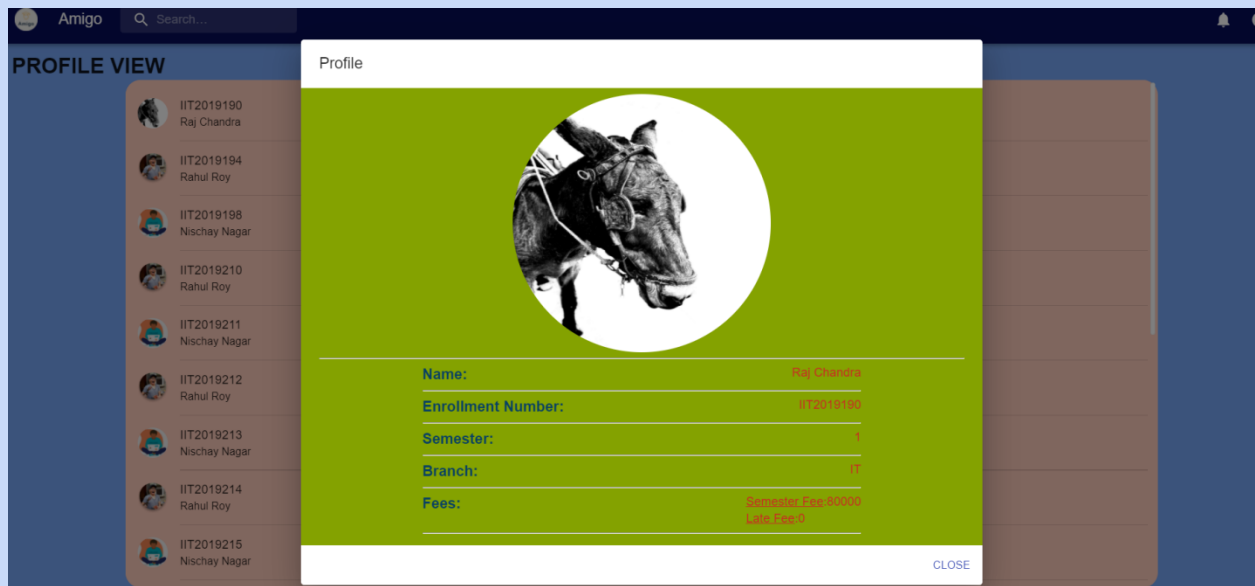 Amigo
Search...
PROFILE VIEW
IIT2019190
Raj Chandra
IIT2019194
Rahul Roy
IIT2019198
Nischay Nagar
IIT2019210
Rahul Roy
IIT2019211
Nischay Nagar
IIT2019212
Rahul Roy
IIT2019213
Nischay Nagar
IIT2019214
Rahul Roy
IIT2019215
Nischay Nagar
Profile
Name: Raj Chandra
Enrollment Number: IIT2019190
Semester: 1
Branch: IT
Fees: Semester Fee:80000
Late Fee:0
CLOSE